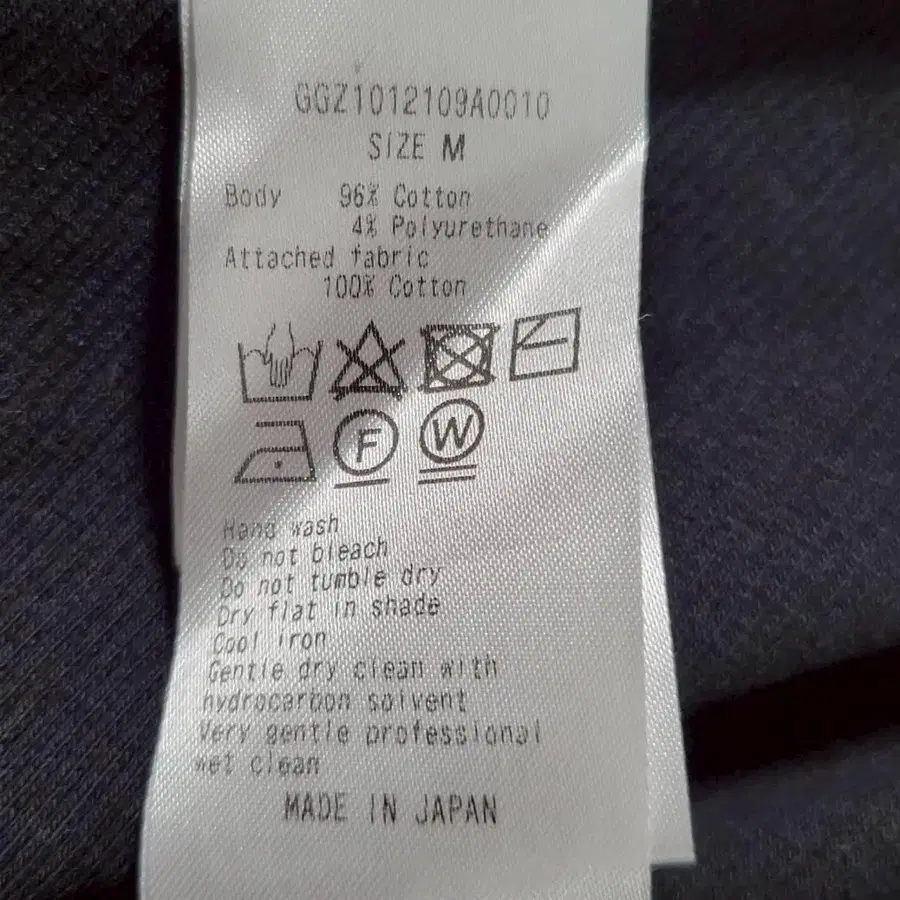 GGZ1012109A0010
SIZE M
Body 96% Cotton
4% Polyurethane
Attached fabric
100% Cotton
F W
Hand wash
Do not bleach
Do not tumble dry
Dry flat in shade
Cool iron
Gentle dry clean with
hydrocarbon solvent
Very gentle professional
wet clean
MADE IN JAPAN